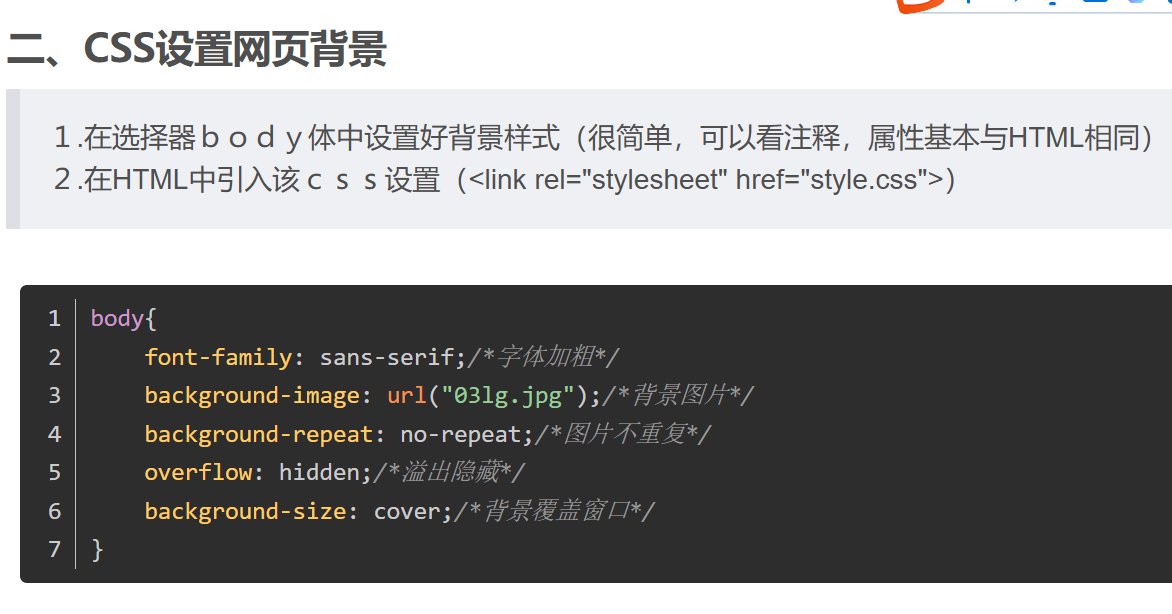 二、CSS设置网页背景
１.在选择器ｂｏｄｙ体中设置好背景样式（很简单，可以看注释，属性基本与HTML相同）
２.在HTML中引入该ｃｓｓ设置（<link rel="stylesheet" href="style.css">）
1 body{
2     font-family: sans-serif;/*字体加粗*/
3     background-image: url("03lg.jpg");/*背景图片*/
4     background-repeat: no-repeat;/*图片不重复*/
5     overflow: hidden;/*溢出隐藏*/
6     background-size: cover;/*背景覆盖窗口*/
7 }